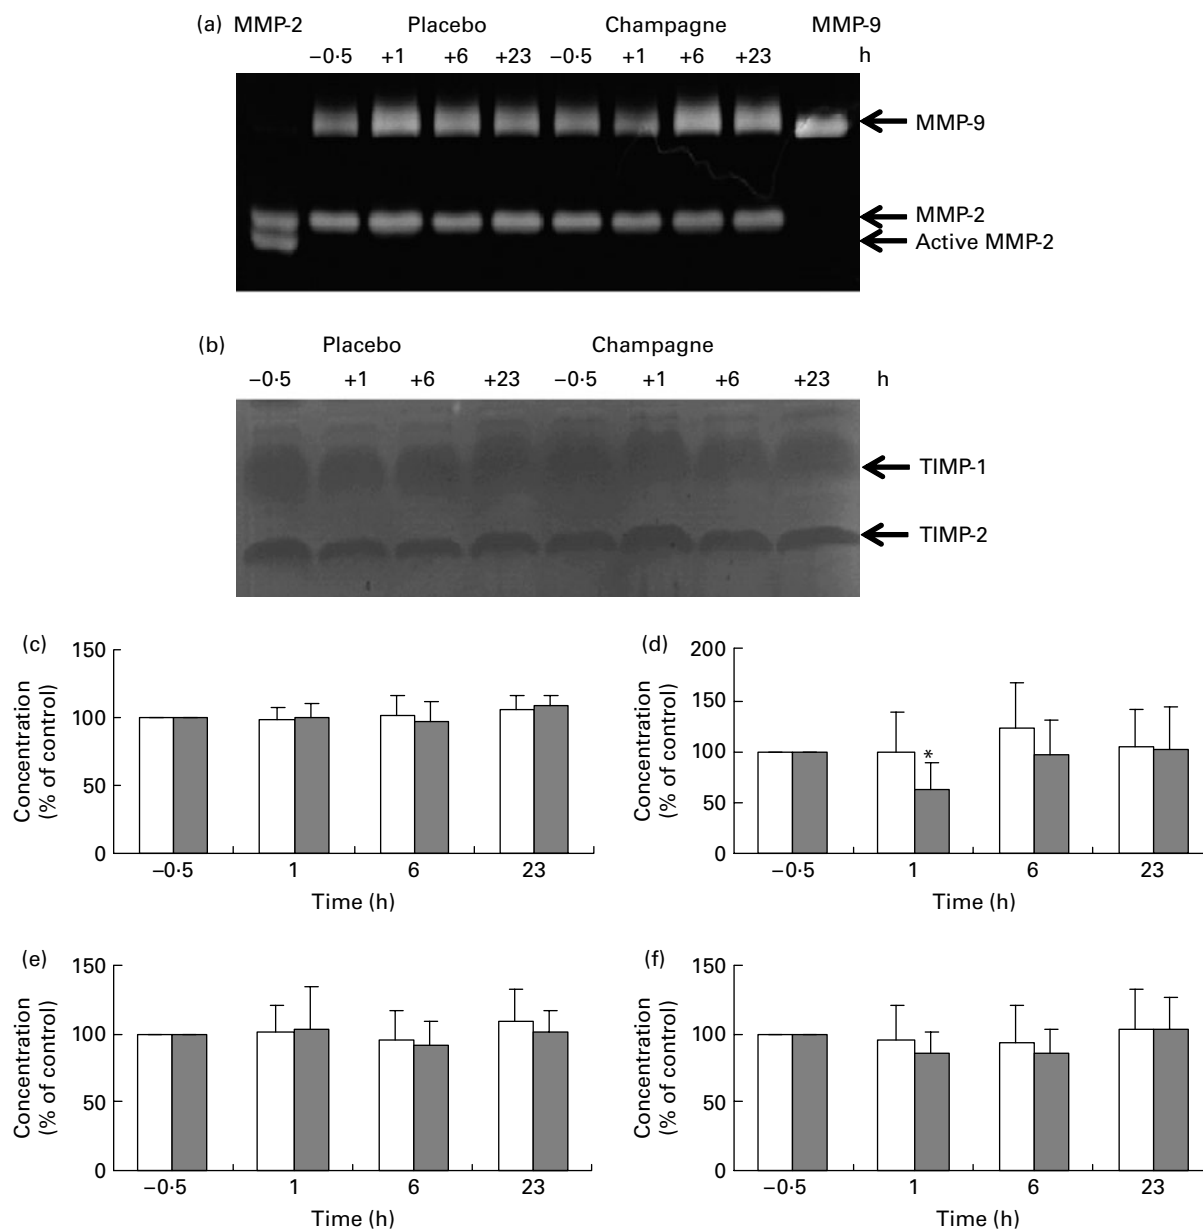 (a) MMP-2 Placebo Champagne MMP-9
−0·5 +1 +6 +23 −0·5 +1 +6 +23 h
MMP-9
MMP-2
Active MMP-2
(b) Placebo Champagne
−0·5 +1 +6 +23 −0·5 +1 +6 +23 h
TIMP-1
TIMP-2
(c)
Concentration
(% of control)
150
100
50
0
−0·5 1 6 23
Time (h)
(d)
Concentration
(% of control)
200
150
100
50
0
*
−0·5 1 6 23
Time (h)
(e)
Concentration
(% of control)
150
100
50
0
−0·5 1 6 23
Time (h)
(f)
Concentration
(% of control)
150
100
50
0
−0·5 1 6 23
Time (h)